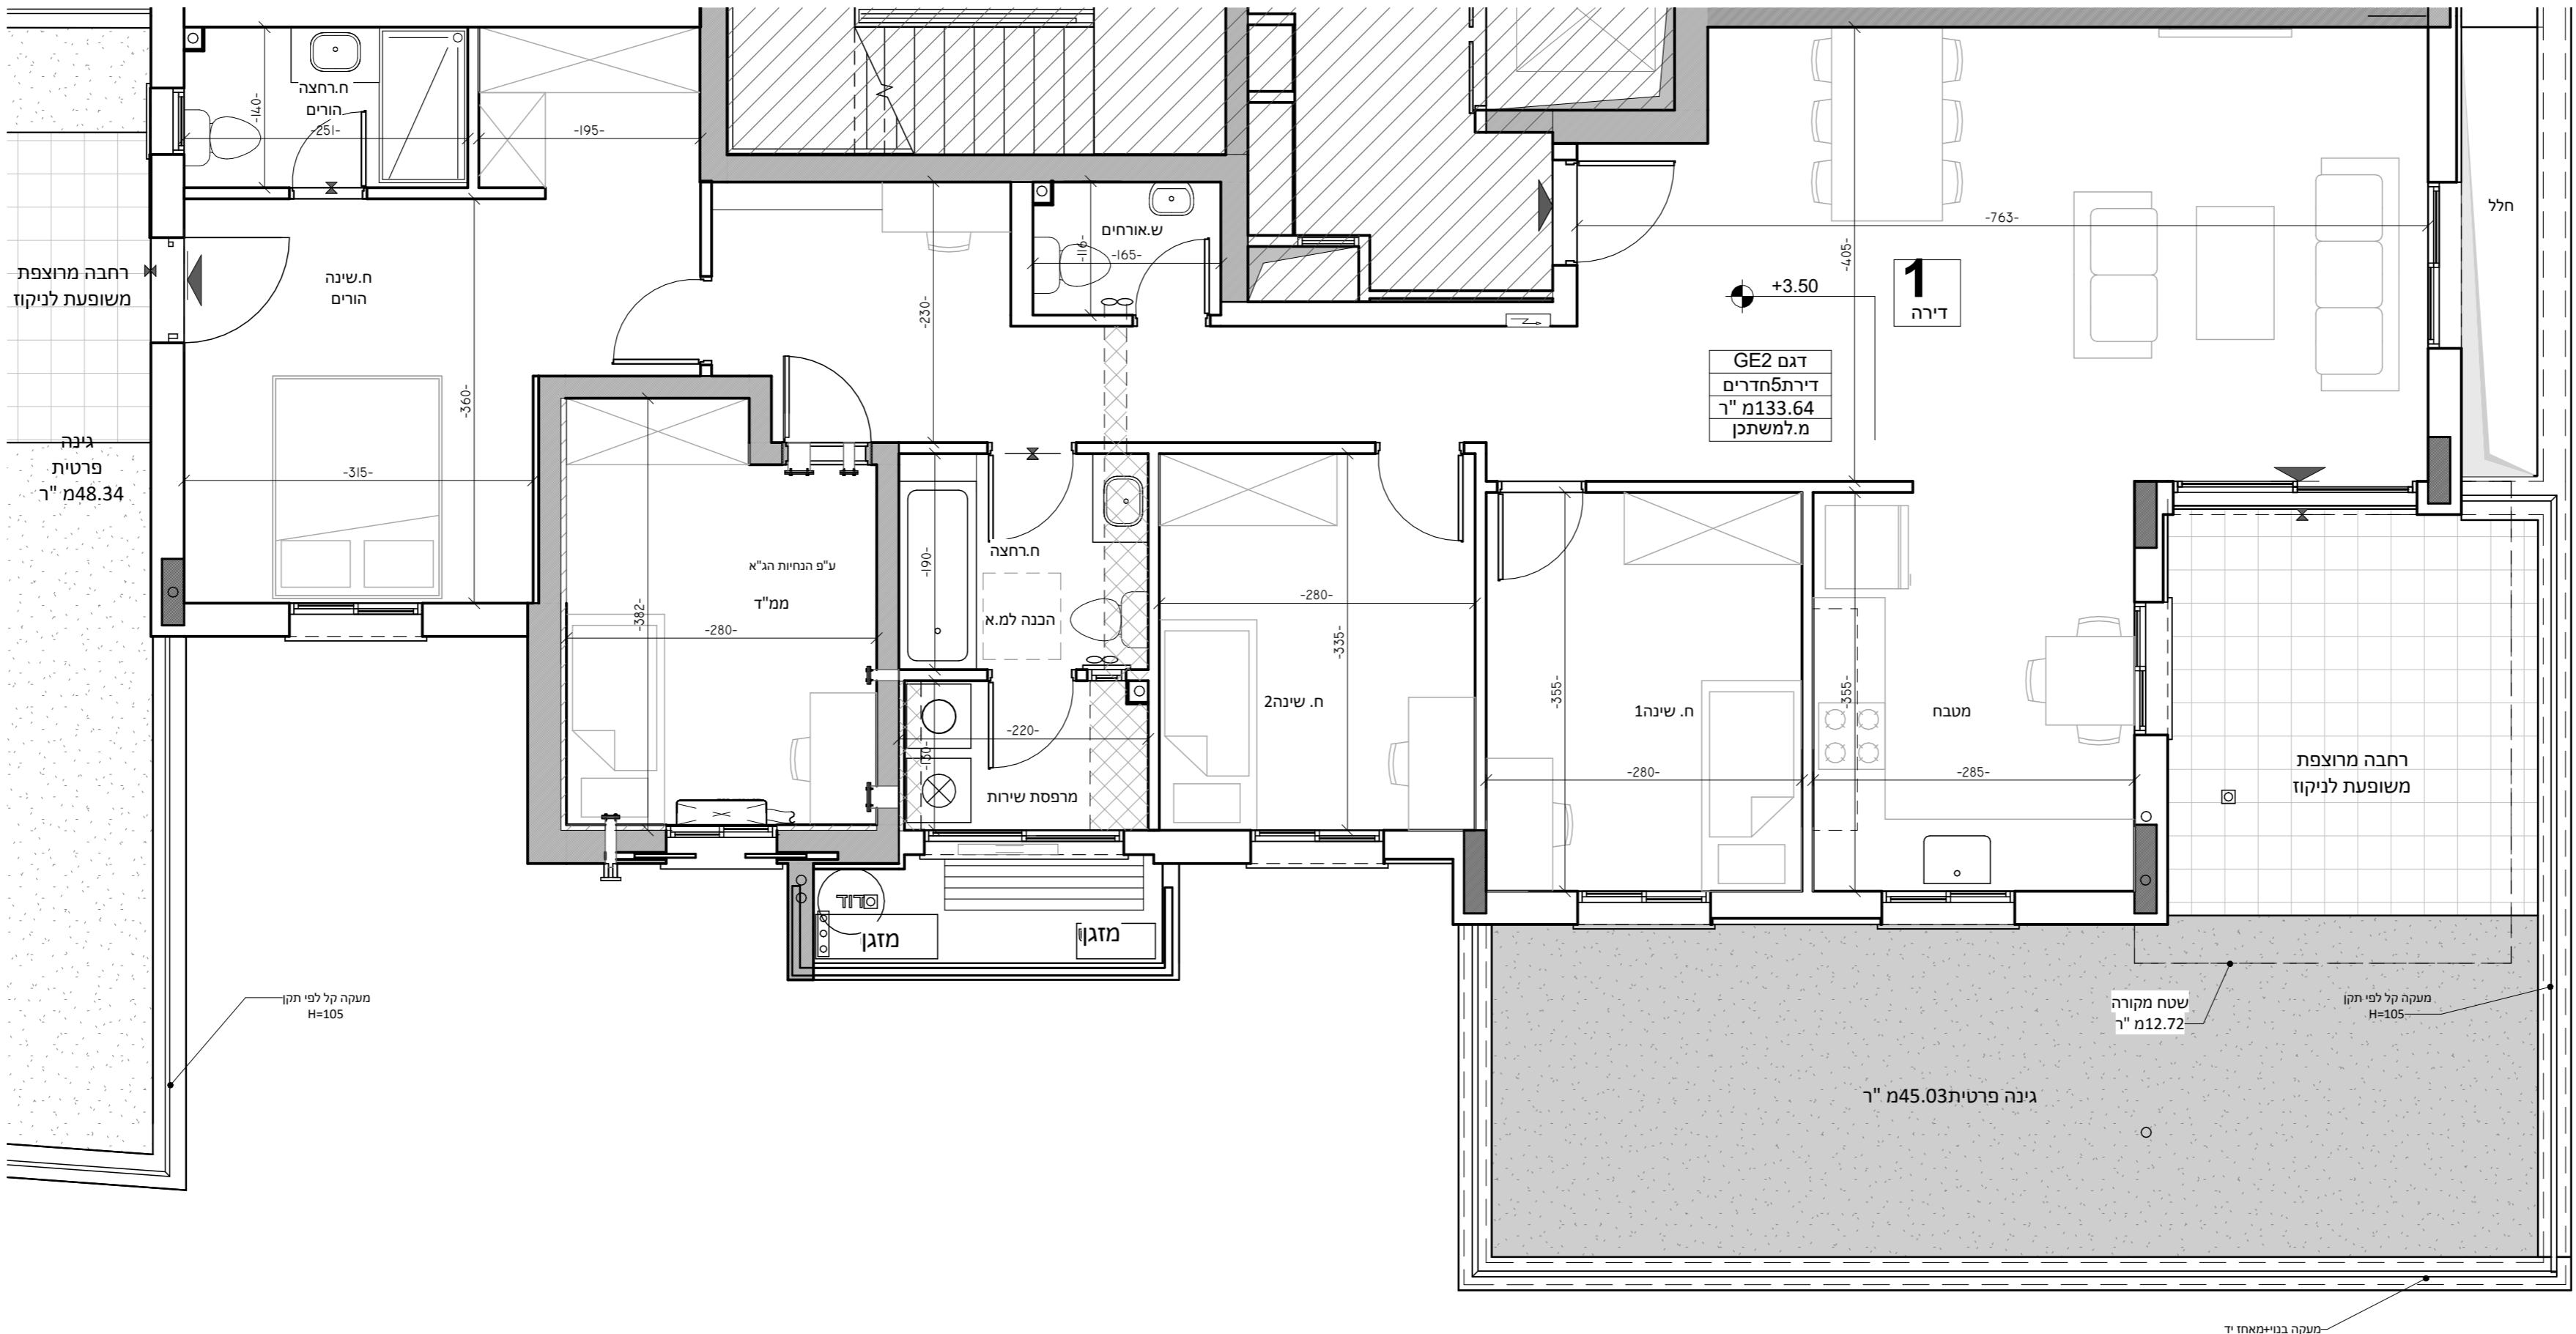 ח.רחצה
הורים
-140-
-251-
-195-
רחבה מרוצפת
משופעת לניקוז
ח.שינה
הורים
-360-
-315-
גינה
פרטית
48.34מ "ר
-230-
ש.אורחים
-116-
-165-
-763-
-405-
+3.50
1
דירה
דגם GE2
דירת5חדרים
133.64מ "ר
מ.למשתכן
חלל
ע"פ הנחיות הג"א
ממ"ד
-382-
-280-
ח.רחצה
-190-
הכנה למ.א
-220-
-130-
מרפסת שירות
-280-
-335-
ח. שינה2
-355-
ח. שינה1
-280-
-355-
מטבח
-285-
רחבה מרוצפת
משופעת לניקוז
דוד
מזגן
מזגן
מעקה קל לפי תקן
H=105
שטח מקורה
12.72מ "ר
מעקה קל לפי תקן
H=105
גינה פרטית45.03מ "ר
מעקה בנוי+מאחז יד